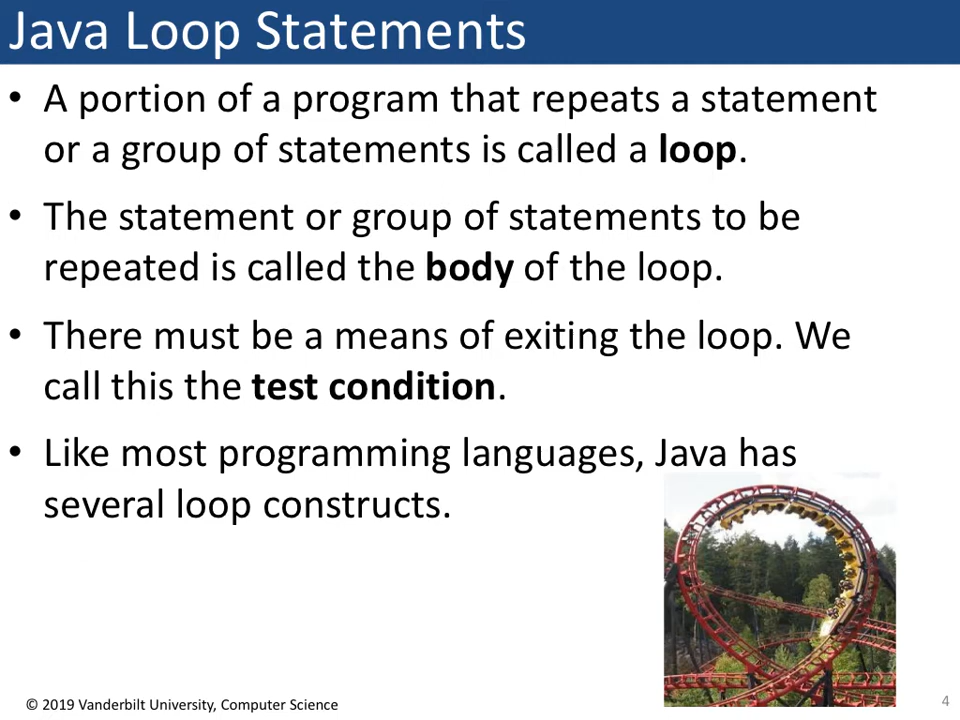 Java Loop Statements
• A portion of a program that repeats a statement
or a group of statements is called a loop.
• The statement or group of statements to be
repeated is called the body of the loop.
• There must be a means of exiting the loop. We
call this the test condition.
• Like most programming languages, Java has
several loop constructs.
© 2019 Vanderbilt University, Computer Science
4